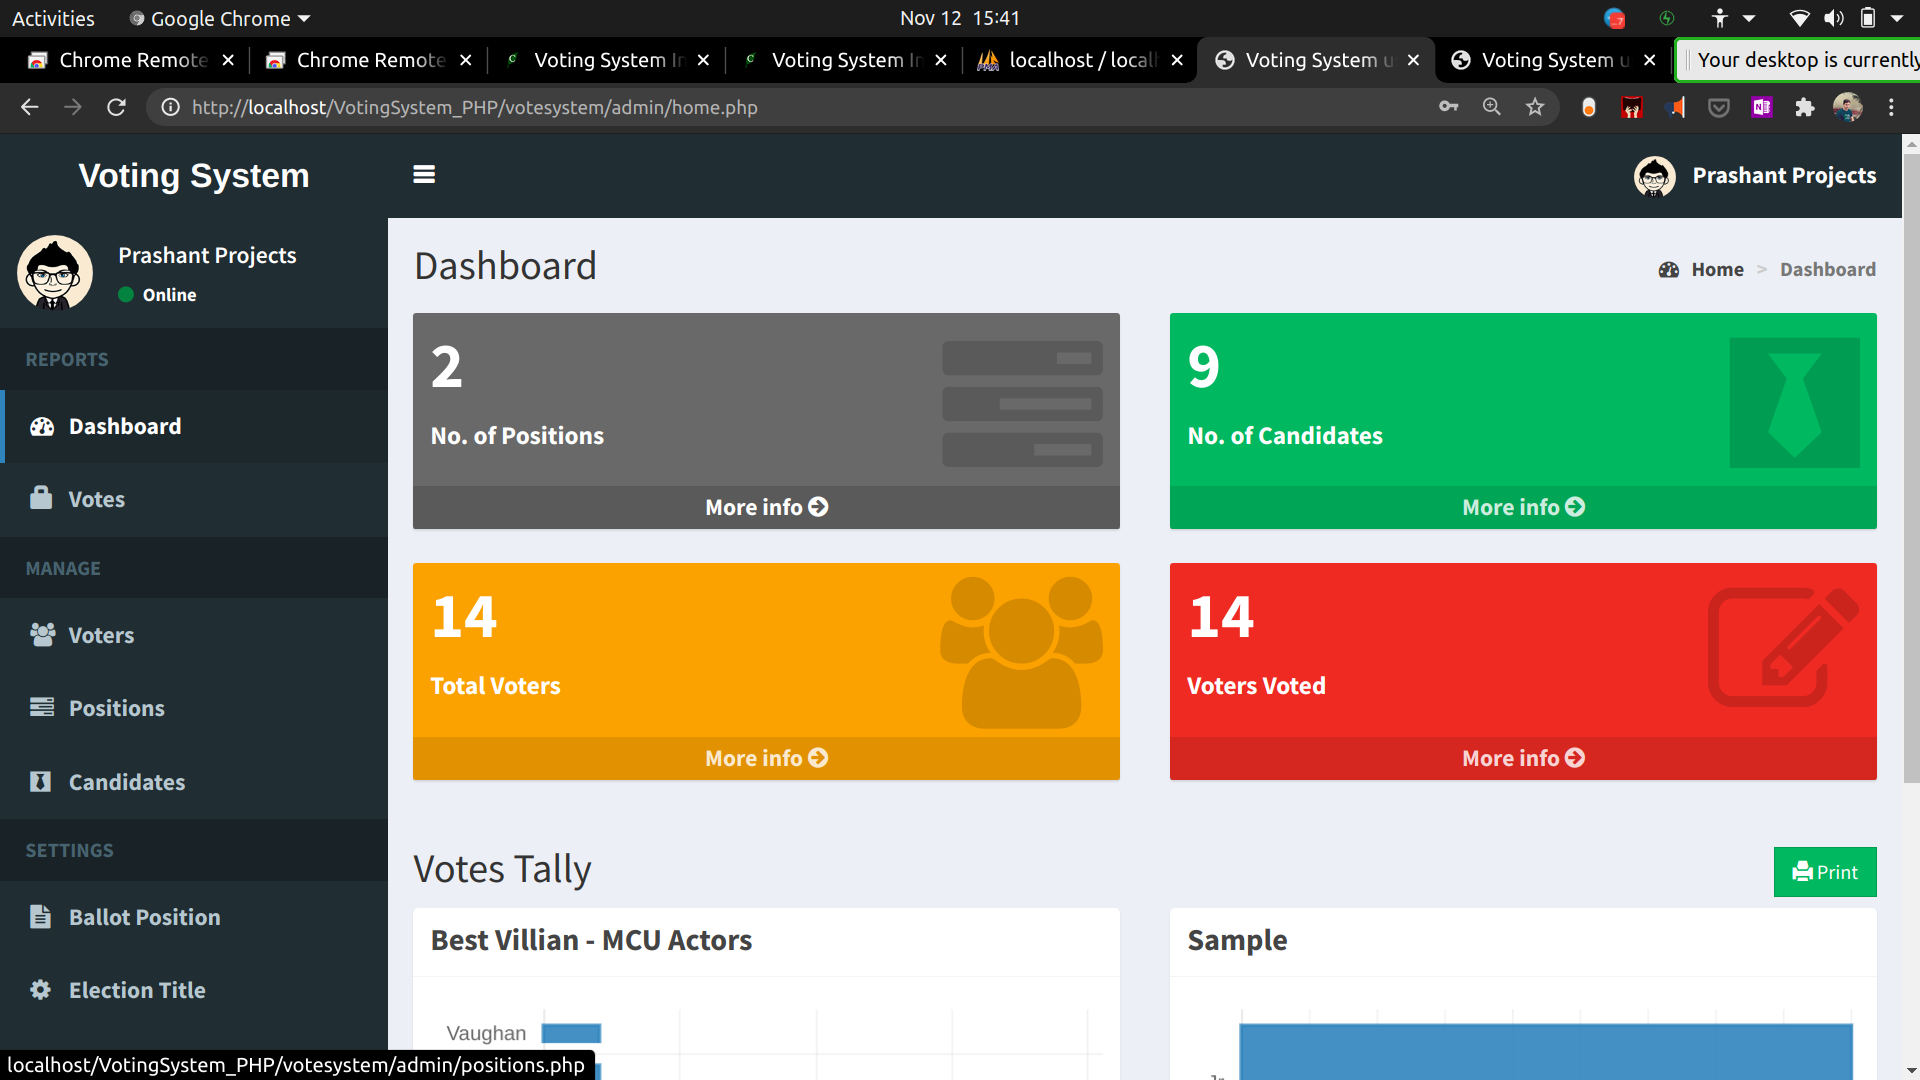 Activities Google Chrome Nov 12 15:41
Chrome Remote Chrome Remote Voting System In Voting System In localhost / local Voting System u Voting System u Your desktop is currently
http://localhost/VotingSystem_PHP/votesystem/admin/home.php
Voting System Prashant Projects
Prashant Projects
Online
REPORTS
Dashboard
Votes
MANAGE
Voters
Positions
Candidates
SETTINGS
Ballot Position
Election Title
Dashboard
Home > Dashboard
2
No. of Positions
More info
9
No. of Candidates
More info
14
Total Voters
More info
14
Voters Voted
More info
Votes Tally
Print
Best Villian - MCU Actors
Vaughan
Sample
localhost/VotingSystem_PHP/votesystem/admin/positions.php